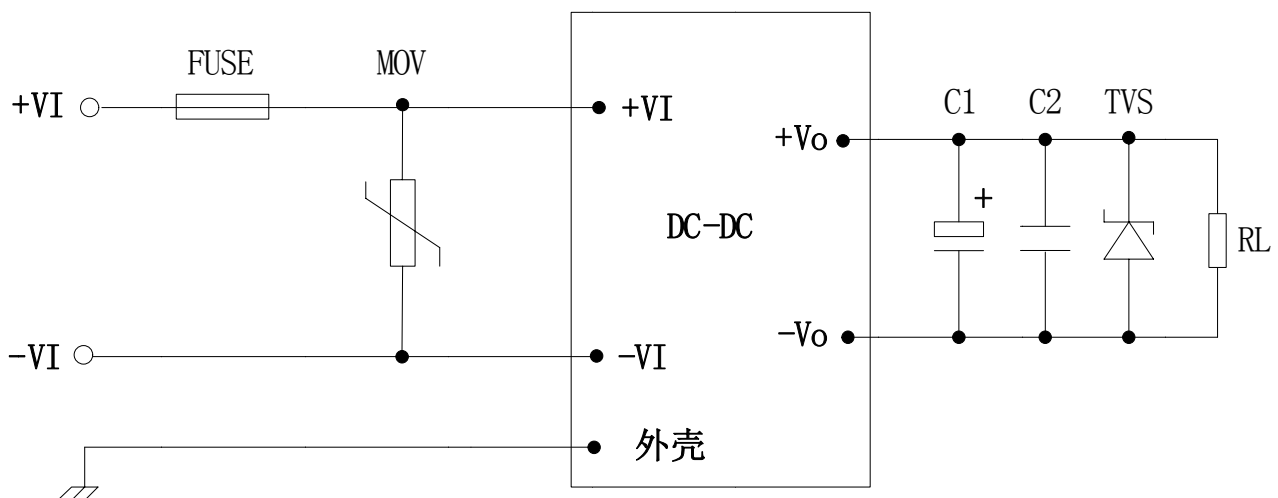 FUSE
MOV
+VI
+VI
C1
C2
TVS
+Vo
+
DC-DC
RL
-VI
-VI
-Vo
外壳